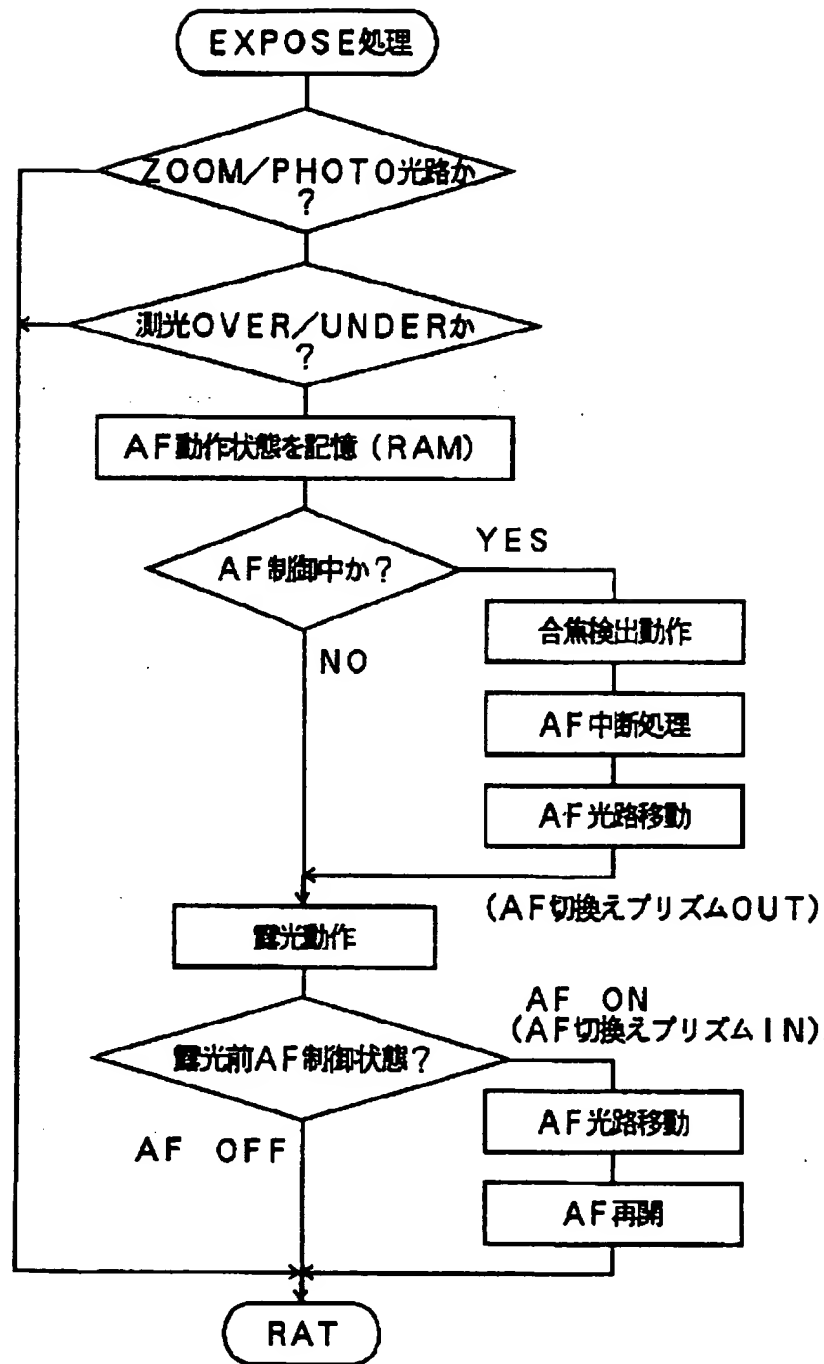 EXPOSE処理
ZOOM/PHOTO光路か
?
測光OVER/UNDERか
?
AF動作状態を記憶(RAM)
AF制御中か?
YES
NO
合焦検出動作
AF中断処理
AF光路移動
(AF切換えプリズムOUT)
露光動作
AF ON
(AF切換えプリズムIN)
露光前AF制御状態?
AF OFF
AF光路移動
AF再開
RAT